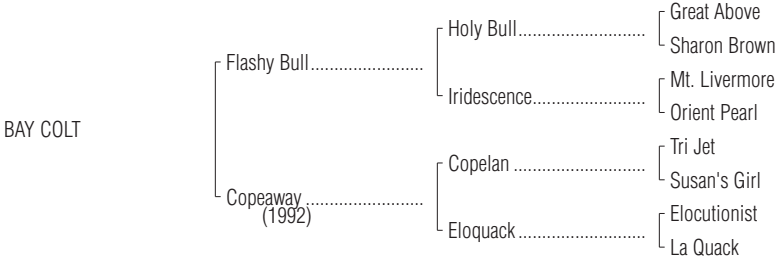 Great Above
Holy Bull..............................
Sharon Brown
Flashy Bull..........................
Mt. Livermore
Iridescence..........................
Orient Pearl
BAY COLT
Tri Jet
Copelan ..............................
Susan's Girl
Copeaway ...........................
(1992)
Elocutionist
Eloquack .............................
La Quack